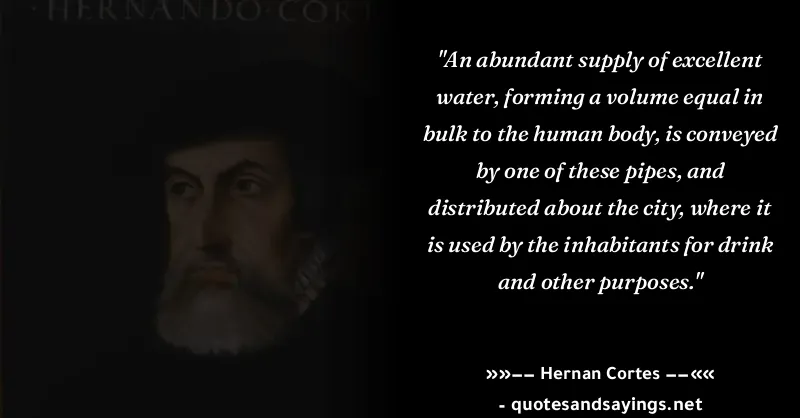 ·HERNANDO·CORT
"An abundant supply of excellent
water, forming a volume equal in
bulk to the human body, is conveyed
by one of these pipes, and
distributed about the city, where it
is used by the inhabitants for drink
and other purposes."
»»−− Hernan Cortes −−««
- quotesandsayings.net